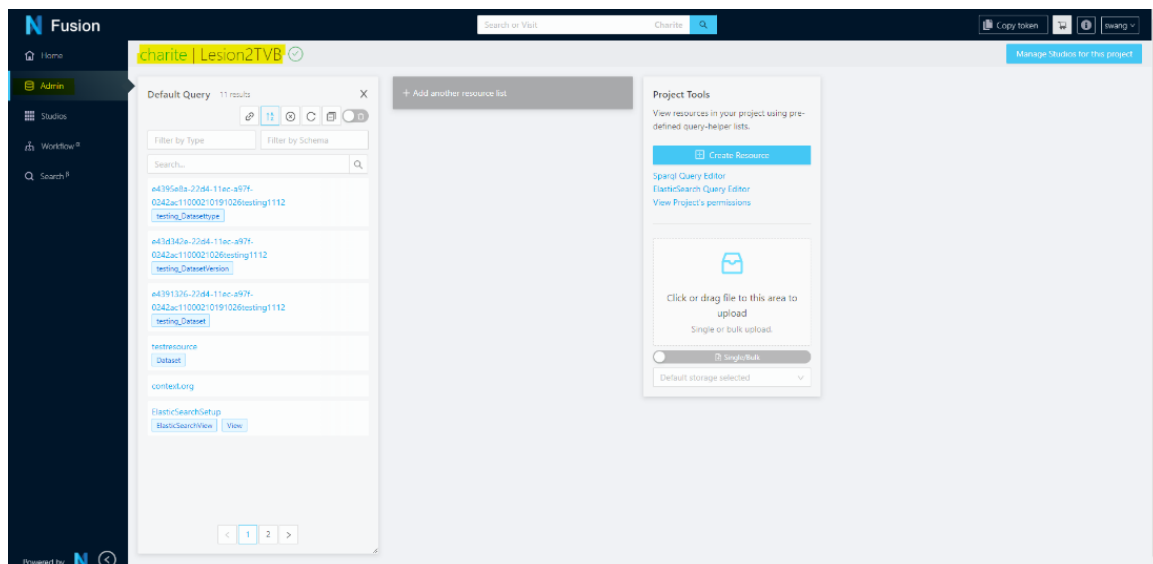 N Fusion
Search or Visit
Charite
Copy token
swang
Home
Admin
Studios
Workflow β
Search β
charite | Lesion2TVB
Manage Studios for this project
Default Query 11 results X
Filter by Type
Filter by Schema
Search...
e4395e8a-22d4-11ec-a97f-
0242ac11000210191026testing1112
testing_Datasettype
e43d342e-22d4-11ec-a97f-
0242ac1100021026testing1112
testing_DatasetVersion
e4391326-22d4-11ec-a97f-
0242ac11000210191026testing1112
testing_Dataset
testresource
Dataset
context.org
ElasticSearchSetup
ElasticSearchView View
< 1 2 >
+ Add another resource list
Project Tools
View resources in your project using pre-
defined query-helper lists.
Create Resource
Sparql Query Editor
ElasticSearch Query Editor
View Project's permissions
Click or drag file to this area to
upload
Single or bulk upload.
Single/Bulk
Default storage selected
Powered by N